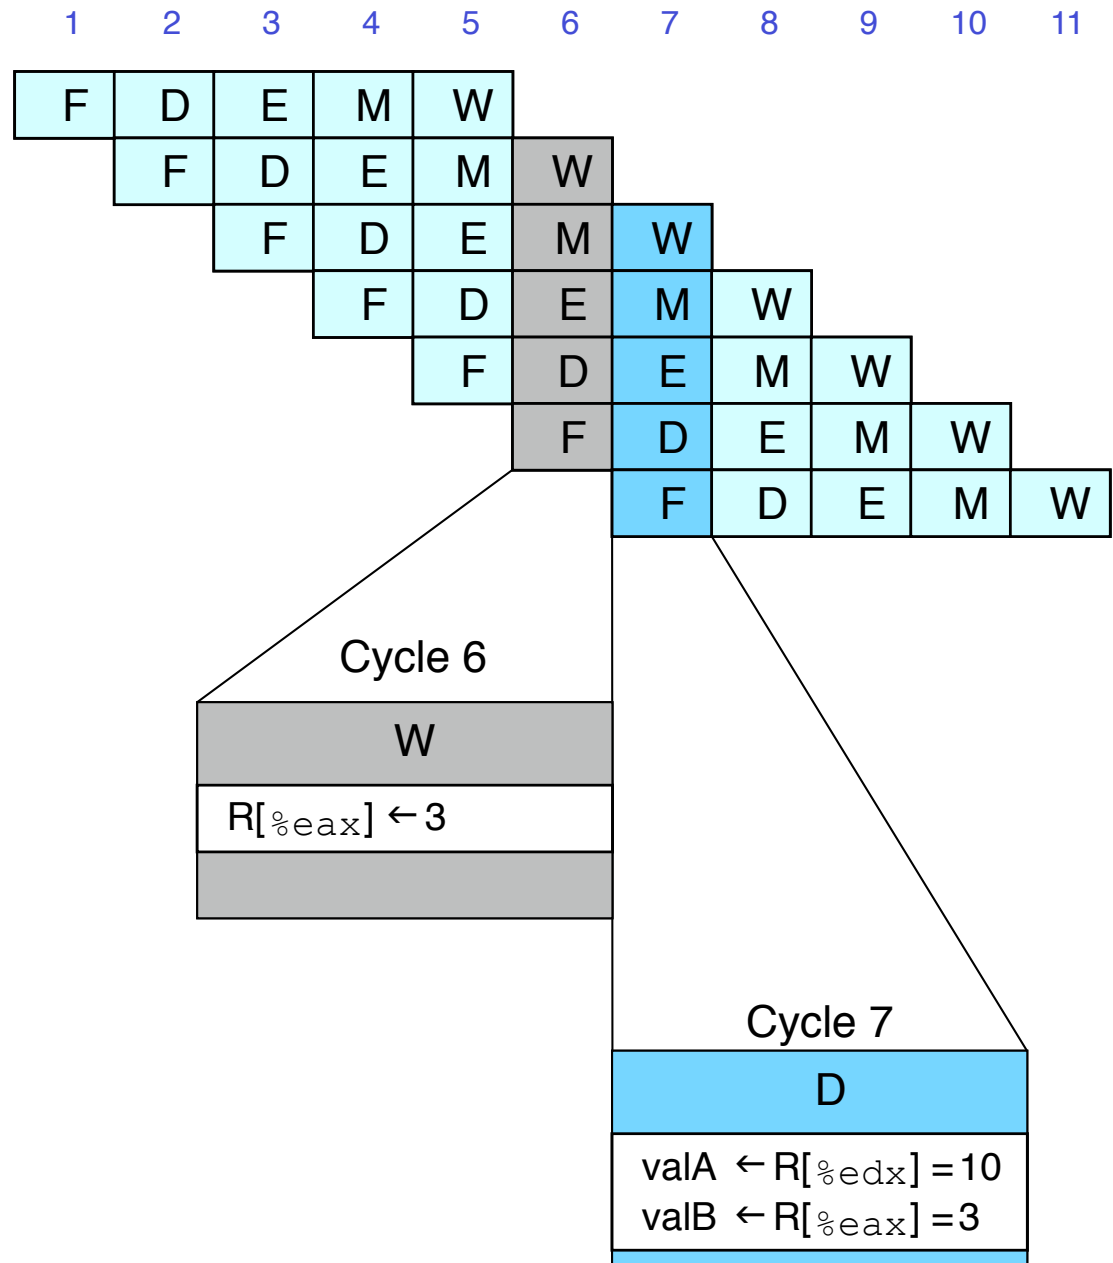 1 2 3 4 5 6 7 8 9 10 11
F D E M W
F D E M W
F D E M W
F D E M W
F D E M W
F D E M W
F D E M W
Cycle 6
W
R[%eax] ← 3
Cycle 7
D
valA ← R[%edx] = 10
valB ← R[%eax] = 3